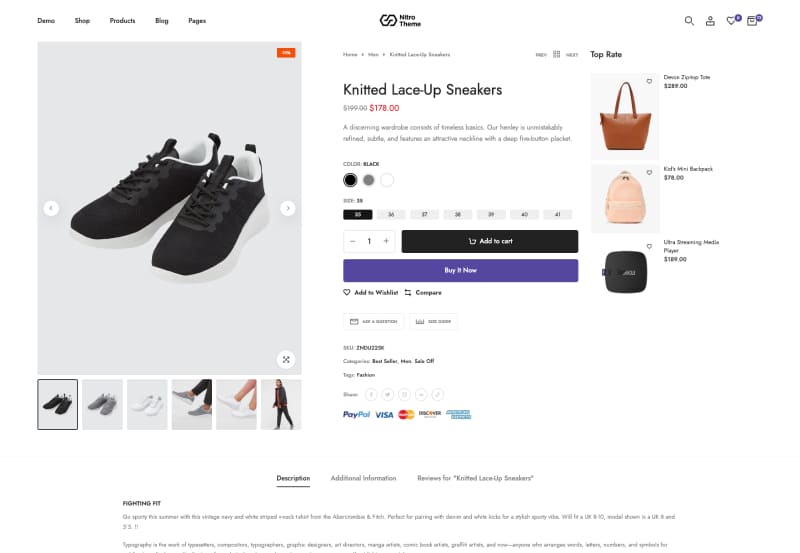 Demo
Shop
Products
Blog
Pages
Nitro
Theme
Home
Men
Knitted Lace-Up Sneakers
PREV
NEXT
Knitted Lace-Up Sneakers
$199.00 $178.00
A discerning wardrobe consists of timeless basics. Our henley is unmistakably
refined, subtle, and features an attractive neckline with a deep five-button placket.
COLOR: BLACK
SIZE: 35
35 36 37 38 39 40 41
− 1 +
Add to cart
Buy It Now
Add to Wishlist
Compare
ASK A QUESTION
SIZE GUIDE
SKU: ZNDU225K
Categories: Best Seller, Men, Sale Off
Tags: Fashion
Share:
PayPal VISA MasterCard DISCOVER
Top Rate
Devon Zip-top Tote
$289.00
Kid's Mini Backpack
$78.00
Ultra Streaming Media
Player
$189.00
Description
Additional Information
Reviews for "Knitted Lace-Up Sneakers"
FIGHTING FIT
Go sporty this summer with this vintage navy and white striped v-neck t-shirt from the Abercrombie & Fitch. Perfect for pairing with denim and white kicks for a stylish sporty vibe. Will fit a UK 8-10, model shown is a UK 8 and
5'5. !!
Typography is the work of typesetters, compositors, typographers, graphic designers, art directors, manga artists, comic book artists, graffiti artists, and now—anyone who arranges words, letters, numbers, and symbols for